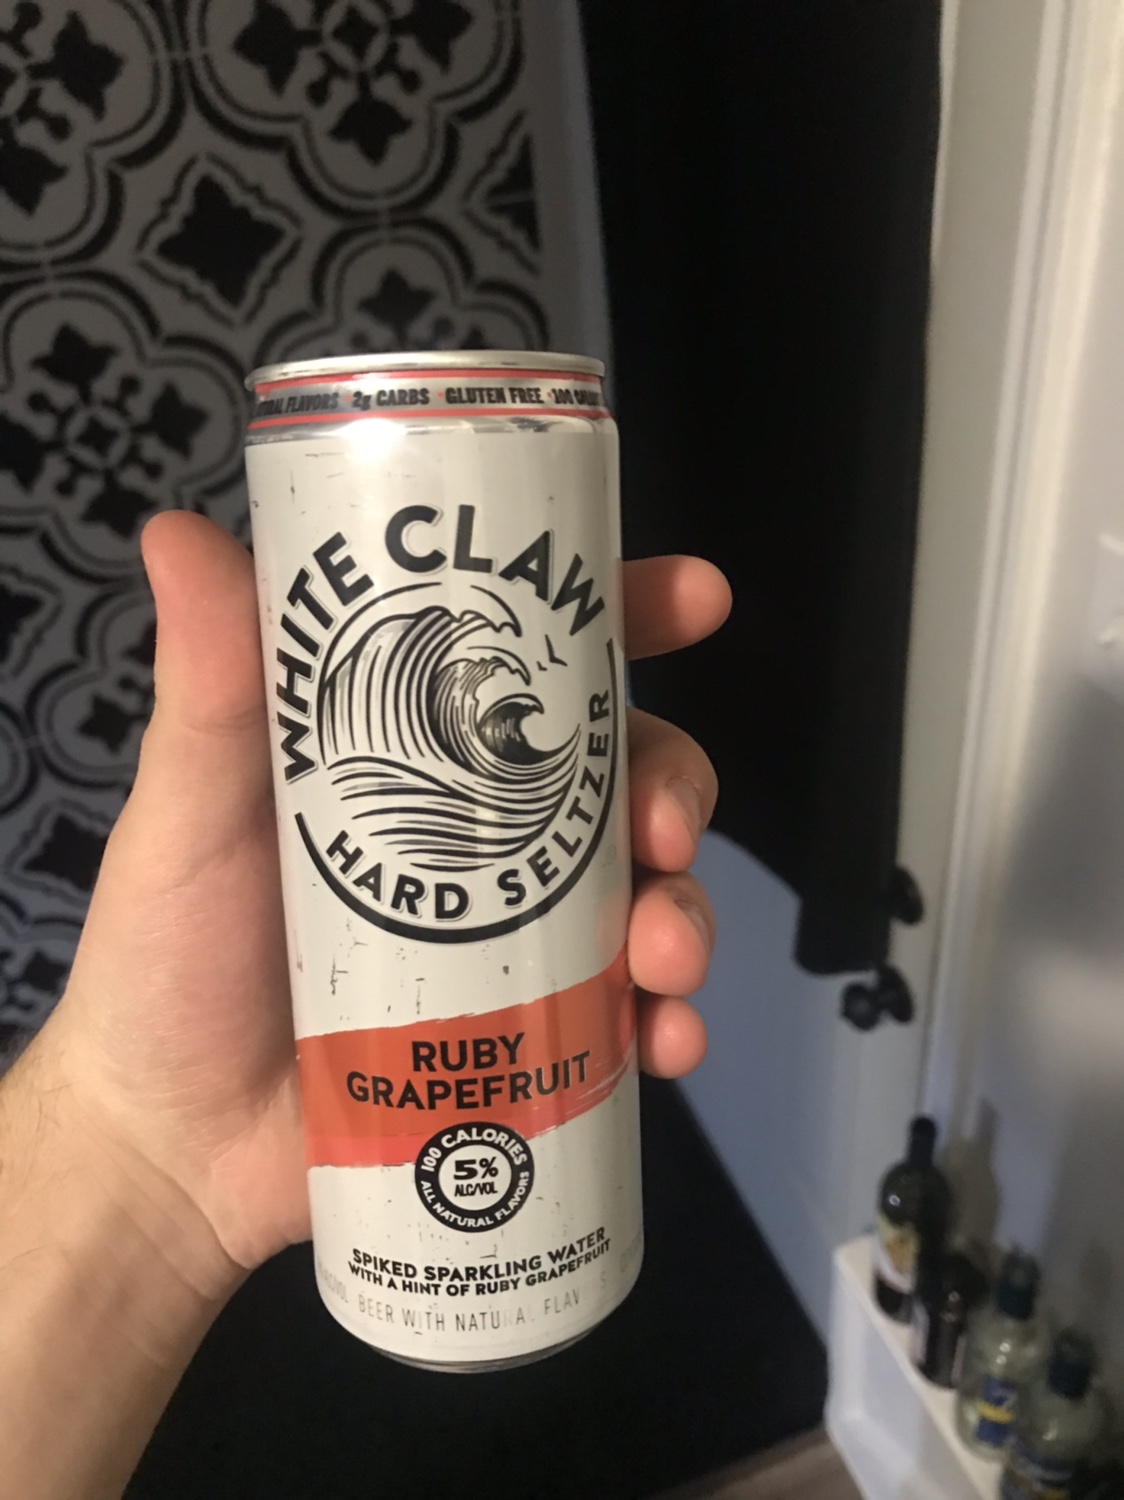 2g CARBS • GLUTEN FREE • 100
WHITE CLAW
HARD SELTZER
RUBY
GRAPEFRUIT
100 CALORIES
5%
ALC/VOL
ALL NATURAL FLAVORS
SPIKED SPARKLING WATER
WITH A HINT OF RUBY GRAPEFRUIT
BEER WITH NATURAL